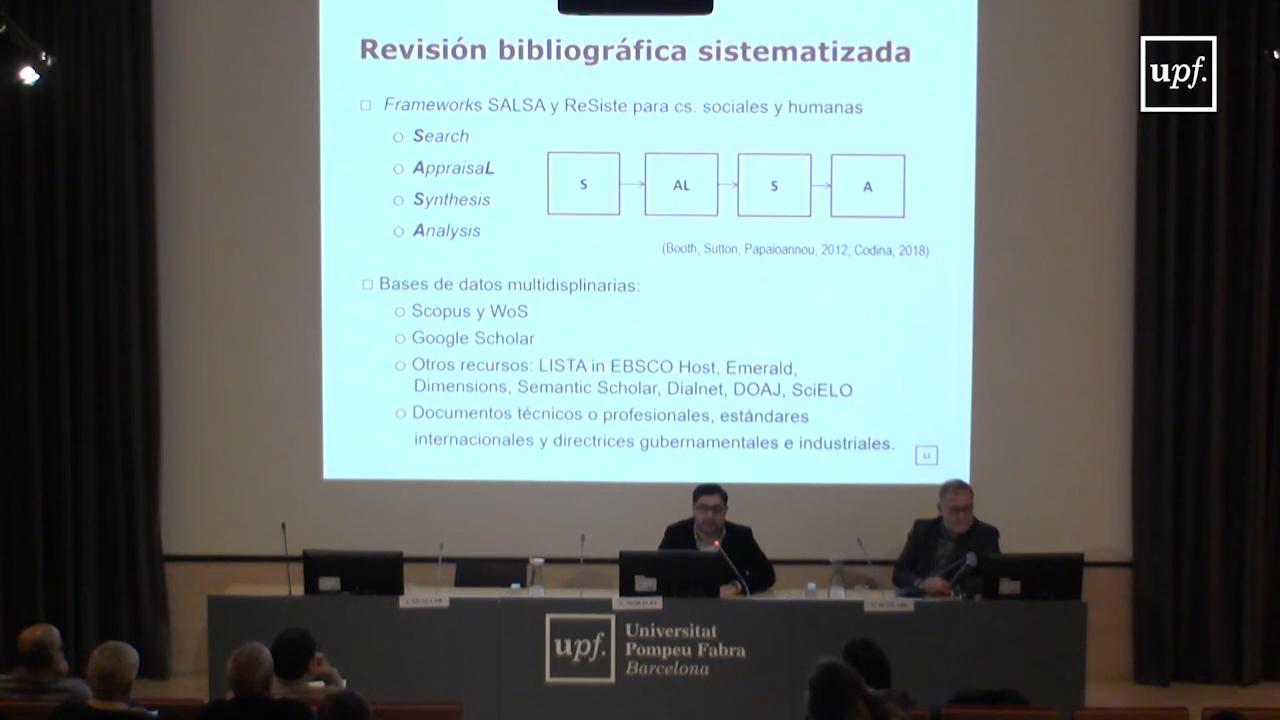 Revisión bibliográfica sistematizada
upf.
Frameworks SALSA y ReSiste para cs. sociales y humanas
Search
AppraisaL
Synthesis
Analysis
S
AL
S
A
(Booth, Sutton, Papaioannou, 2012; Codina, 2018)
Bases de datos multidisplinarias:
Scopus y WoS
Google Scholar
Otros recursos: LISTA in EBSCO Host, Emerald,
Dimensions, Semantic Scholar, Dialnet, DOAJ, SciELO
Documentos técnicos o profesionales, estándares
internacionales y directrices gubernamentales e industriales.
upf.
Universitat
Pompeu Fabra
Barcelona